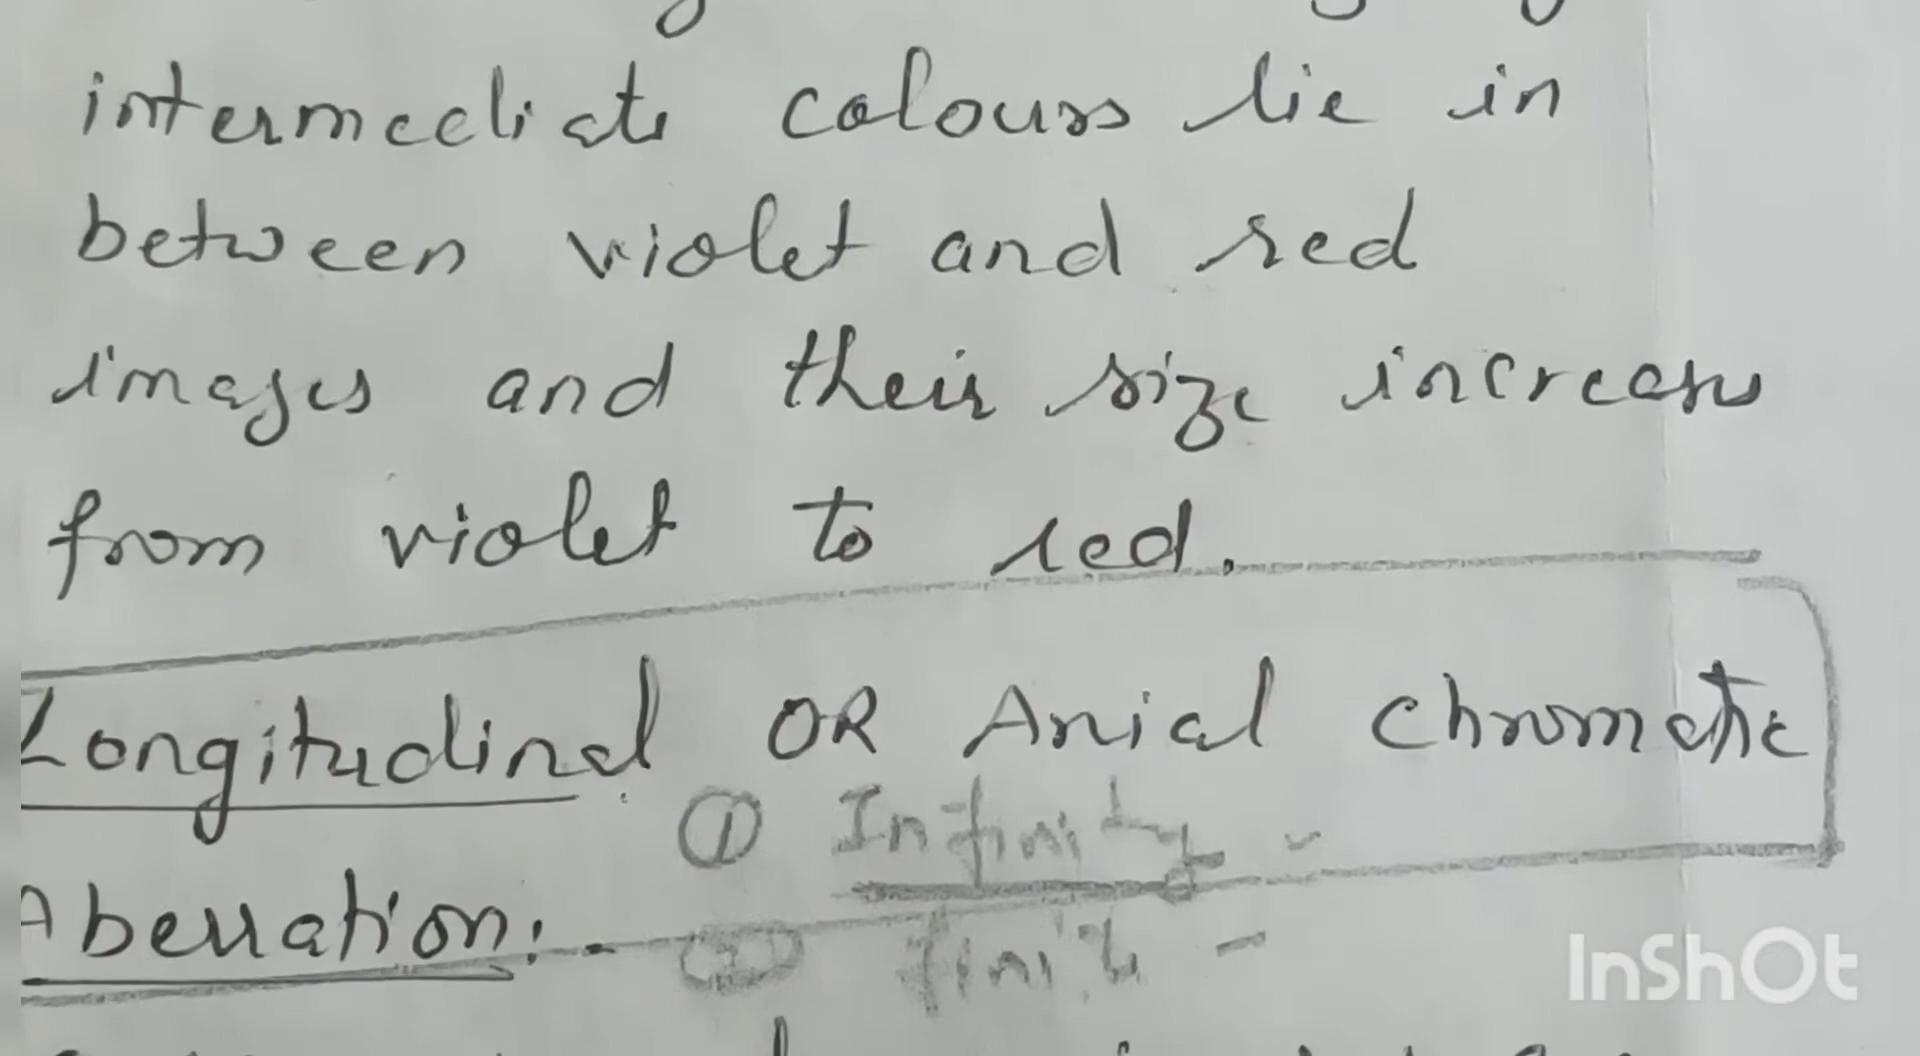 intermediate colours lie in
between violet and red
images and their size increases
from violet to red.
Longitudinal OR Axial chromatic
① Infinity -
Aberration:-
② finite -
InShOt